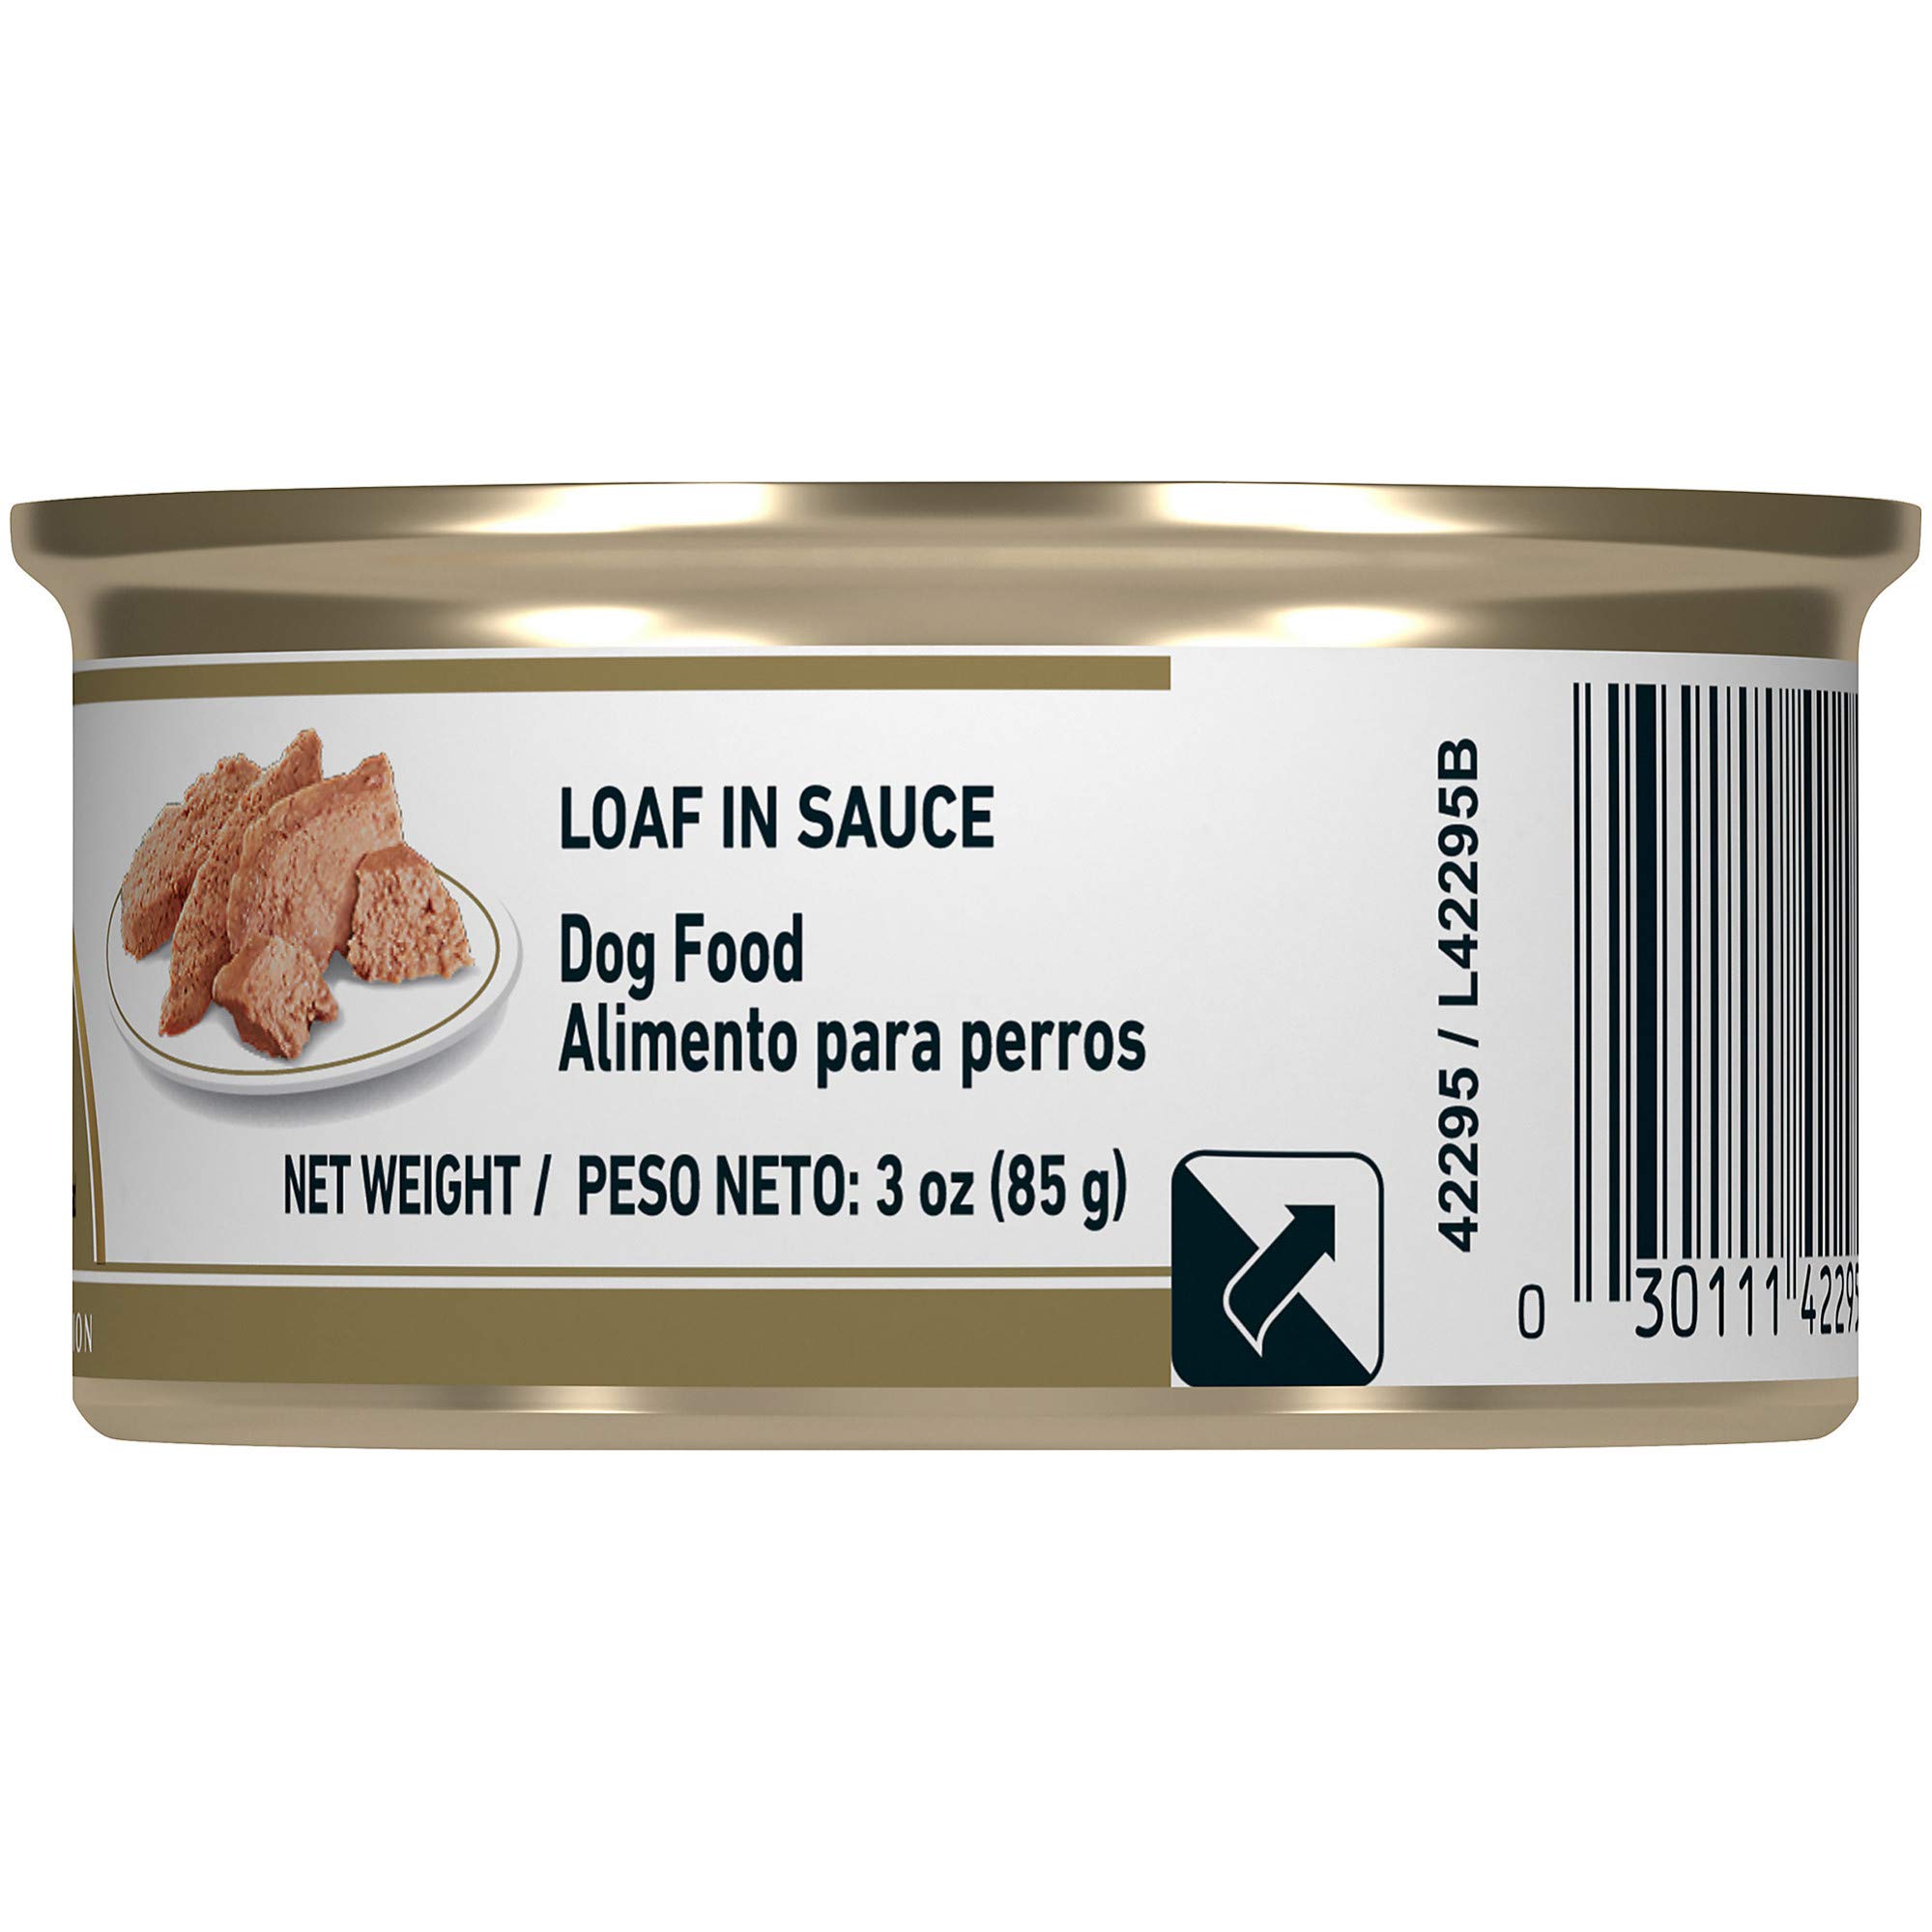 LOAF IN SAUCE
Dog Food
Alimento para perros
NET WEIGHT / PESO NETO: 3 oz (85 g)
42295 / L42295B
0 30111 4229